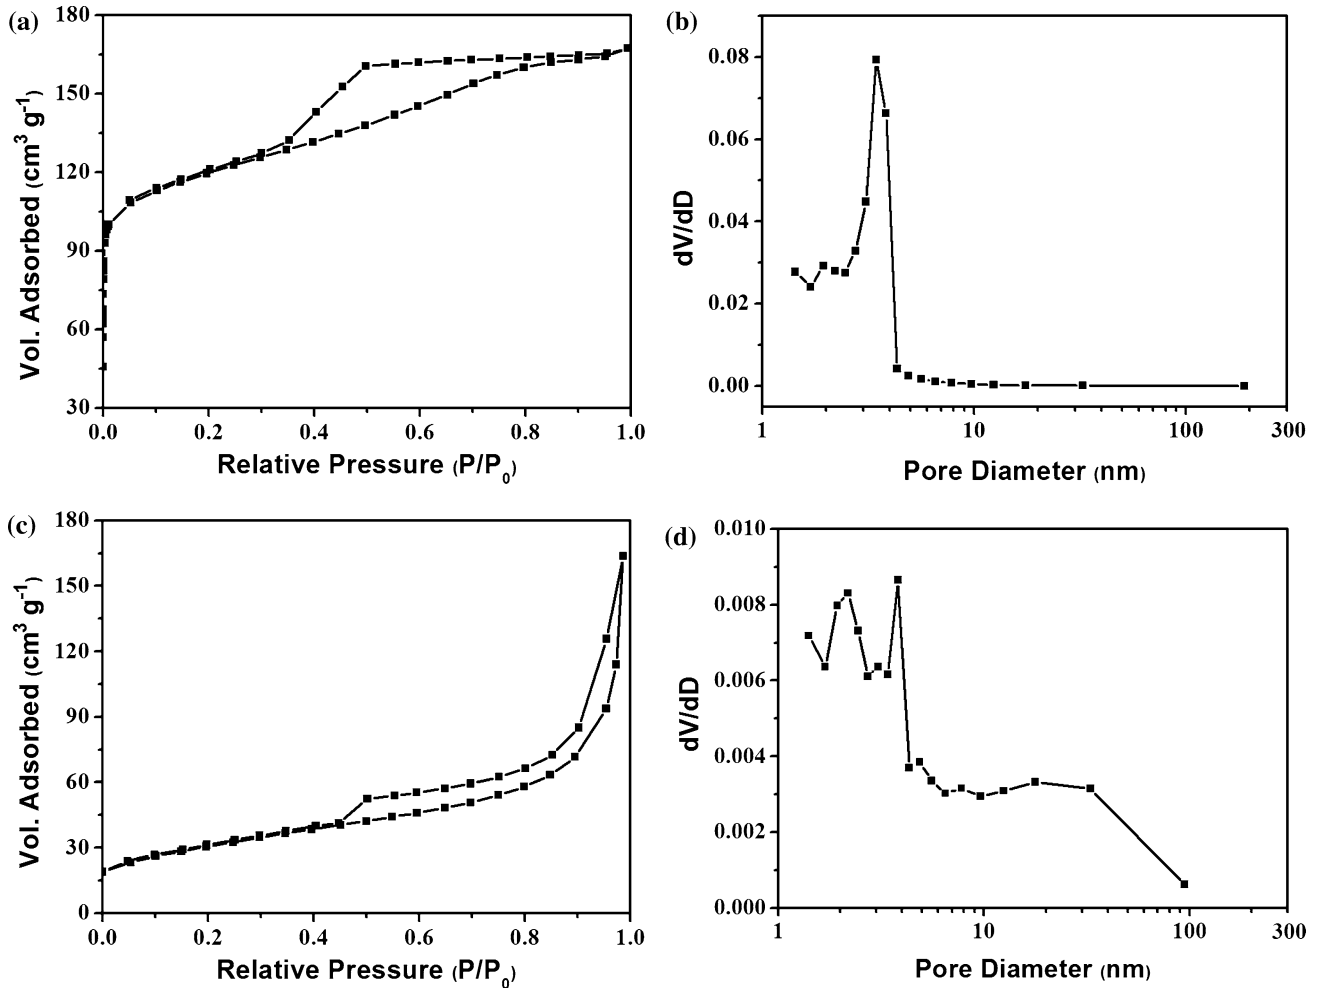 (a)
180
150
120
90
60
30
Vol. Adsorbed (cm³ g⁻¹)
0.0 0.2 0.4 0.6 0.8 1.0
Relative Pressure (P/P₀)
(b)
0.08
0.06
0.04
0.02
0.00
dV/dD
1 10 100 300
Pore Diameter (nm)
(c)
180
150
120
90
60
30
0
Vol. Adsorbed (cm³ g⁻¹)
0.0 0.2 0.4 0.6 0.8 1.0
Relative Pressure (P/P₀)
(d)
0.010
0.008
0.006
0.004
0.002
0.000
dV/dD
1 10 100 300
Pore Diameter (nm)